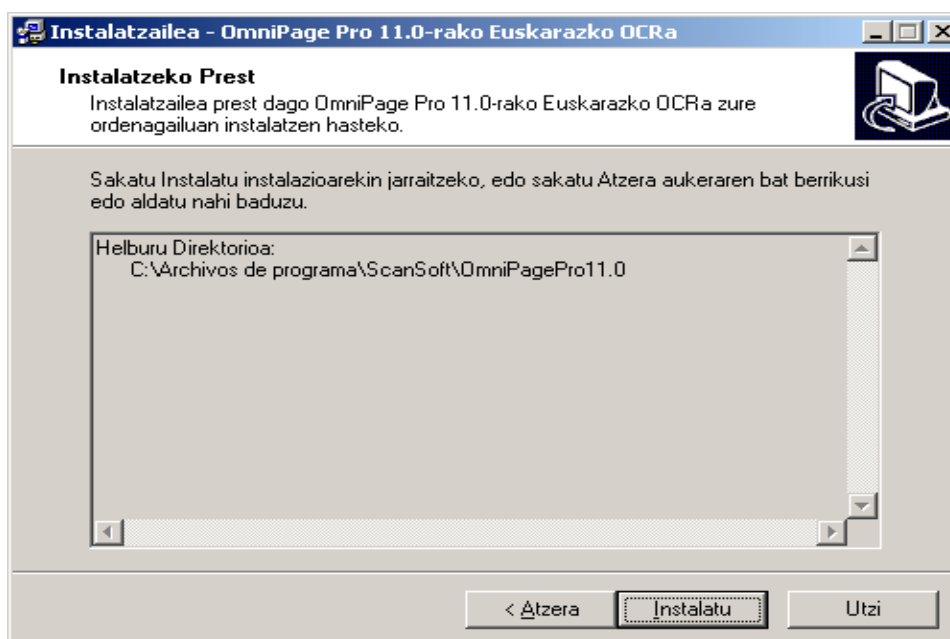 Instalatzailea - OmniPage Pro 11.0-rako Euskarazko OCRa
Instalatzeko Prest
Instalatzailea prest dago OmniPage Pro 11.0-rako Euskarazko OCRa zure
ordenagailuan instalatzen hasteko.
Sakatu Instalatu instalazioarekin jarraitzeko, edo sakatu Atzera aukeraren bat berrikusi
edo aldatu nahi baduzu.
Helburu Direktorioa:
C:\Archivos de programa\ScanSoft\OmniPagePro11.0
< Atzera Instalatu Utzi